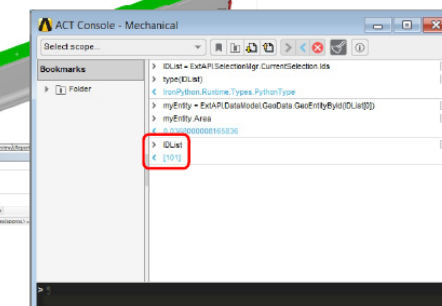 ACT Console - Mechanical
Select scope...
Bookmarks
Folder
> IDList = ExtAPI.SelectionMgr.CurrentSelection.Ids
> type(IDList)
< IronPython.Runtime.Types.PythonType
> myEntity = ExtAPI.DataModel.GeoData.GeoEntityById(IDList[0])
> myEntity.Area
< 0.0368000008165836
> IDList
< [101]
>